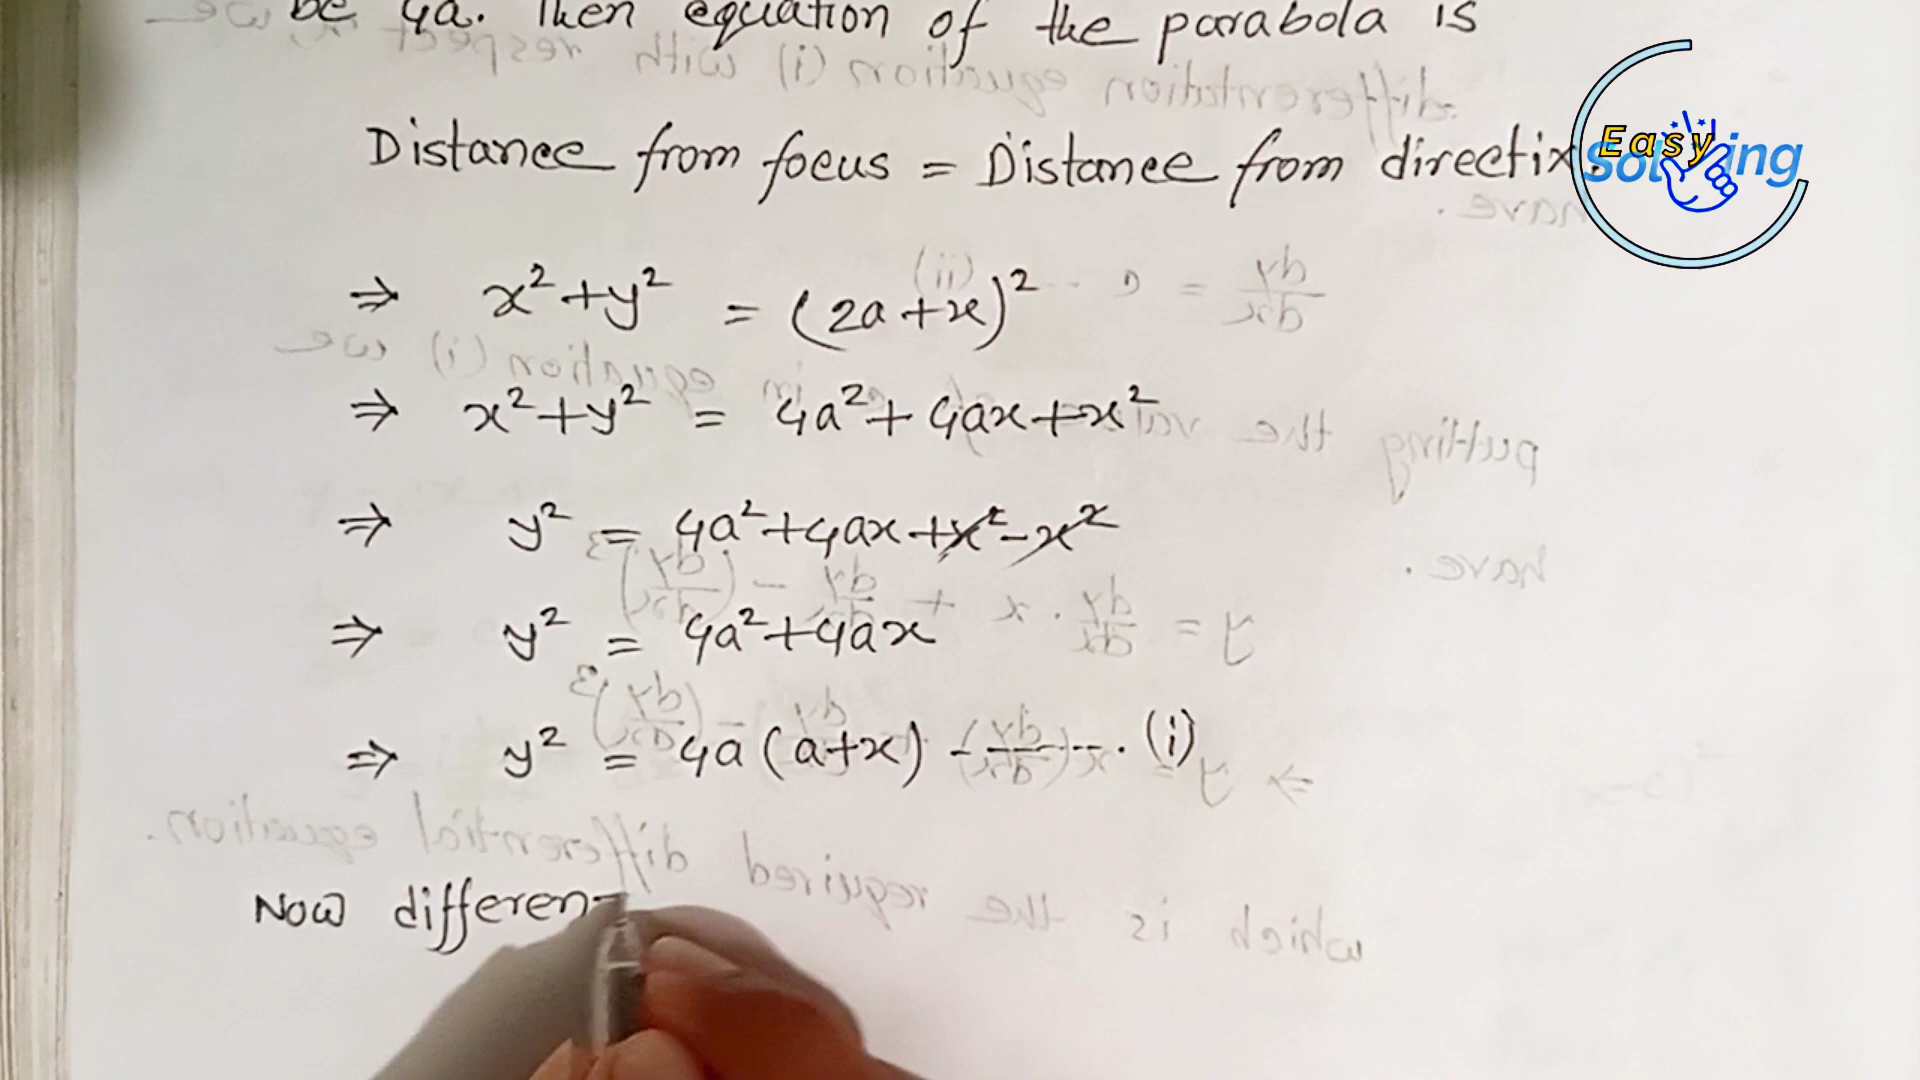 be 4a. Then equation of the parabola is
Distance from focus = Distance from directix.
Easy
Solving
⇒ x²+y² = (2a+x)²
⇒ x²+y² = 4a²+4ax+x²
⇒ y² = 4a²+4ax+x²-x²
⇒ y² = 4a²+4ax
⇒ y² = 4a(a+x) ----. (i)
Now differen